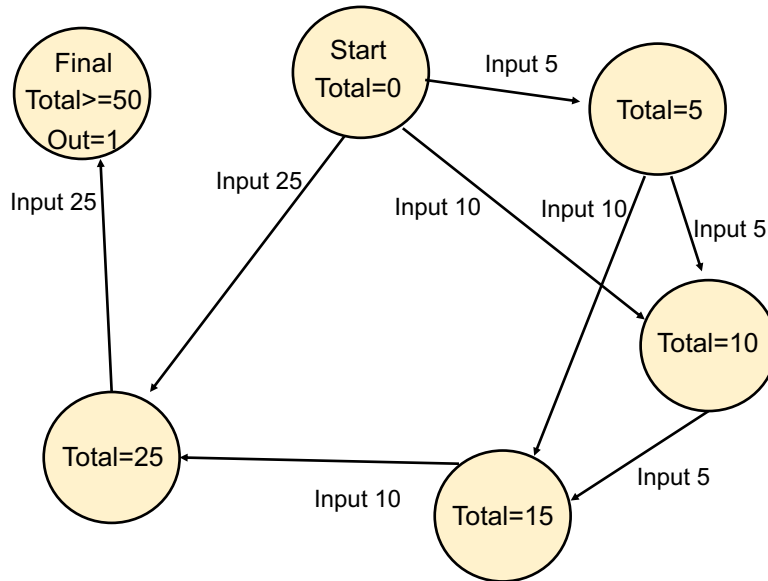 Final
Total>=50
Out=1
Start
Total=0
Input 5
Total=5
Input 25
Input 25
Input 10
Input 10
Input 5
Total=10
Total=25
Input 10
Total=15
Input 5